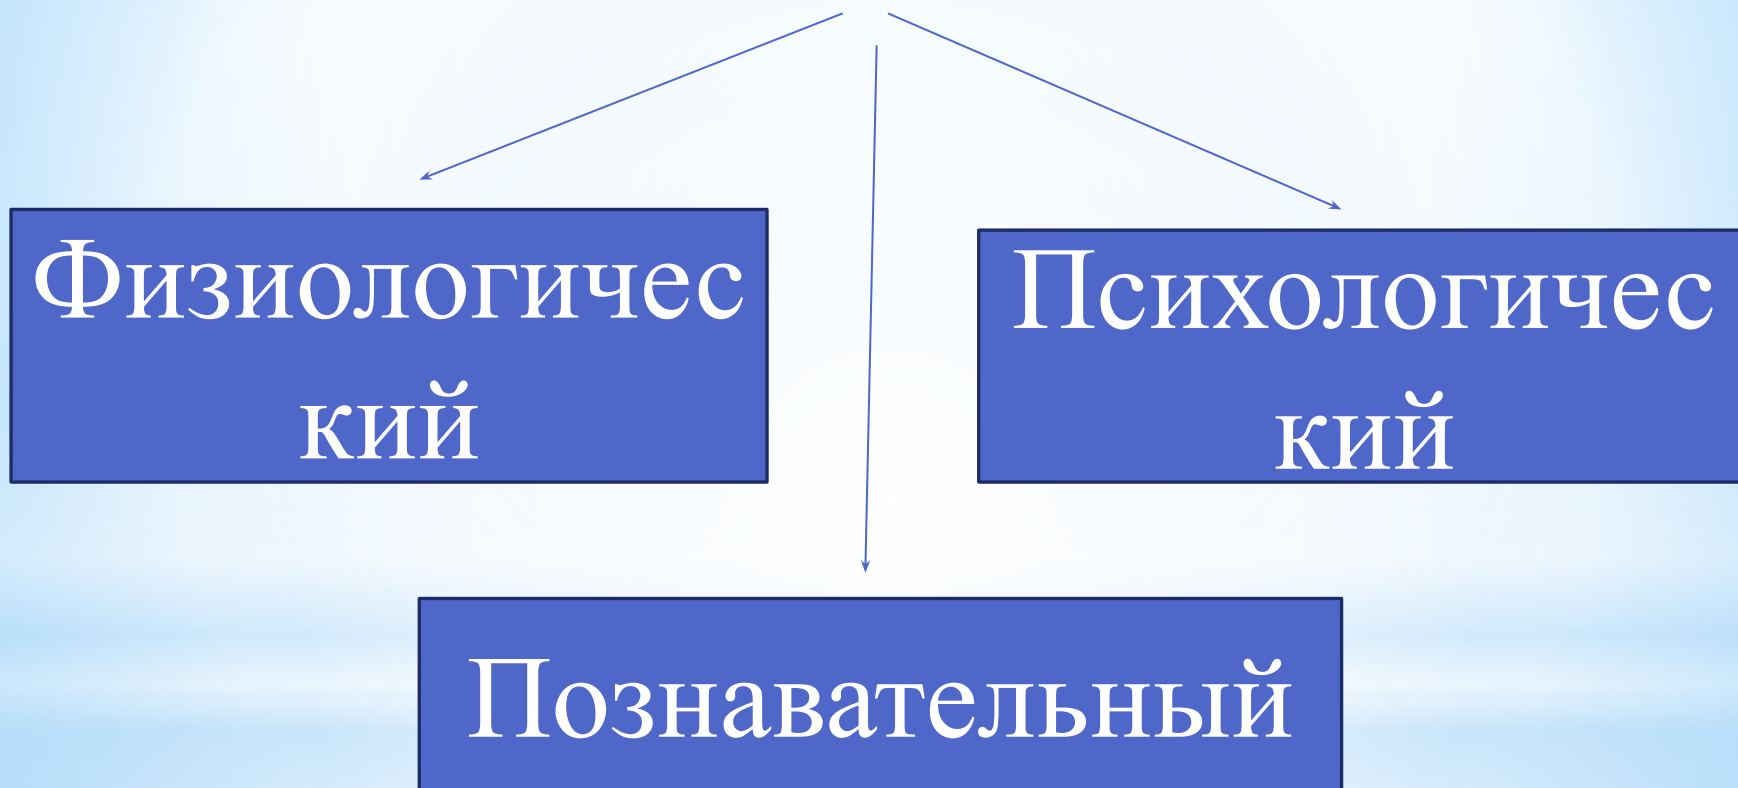 Физиологичес
кий
Психологичес
кий
Познавательный